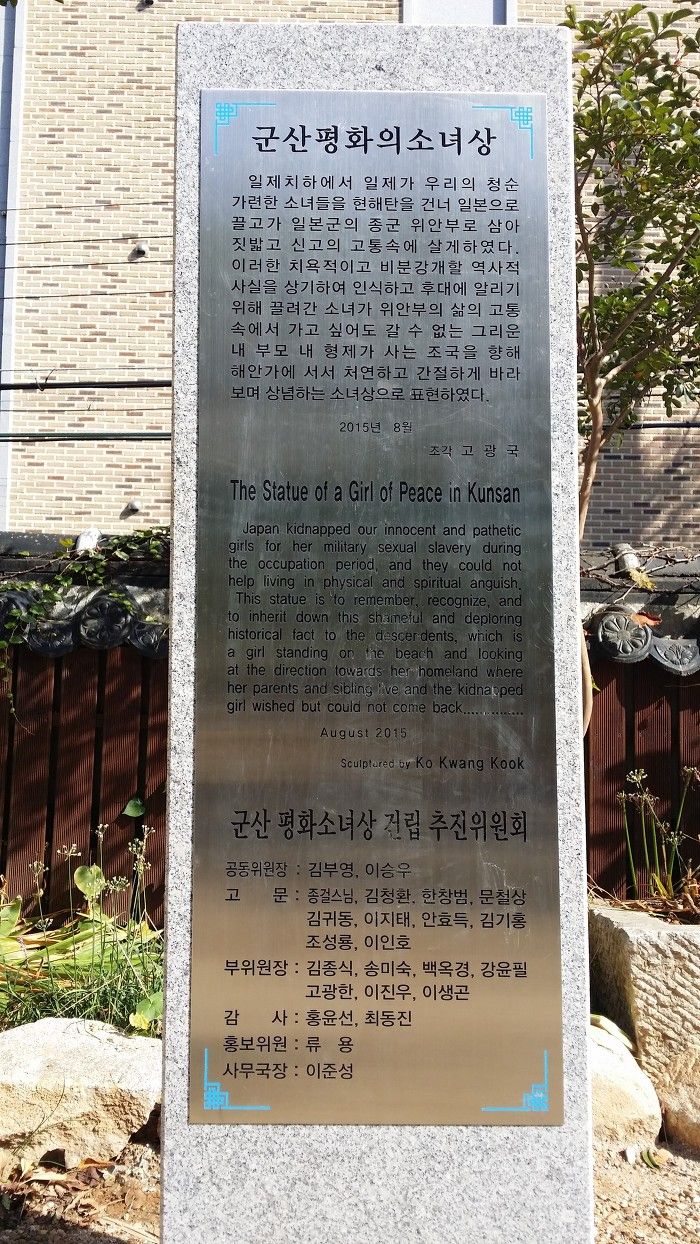 군산평화의소녀상
일제치하에서 일제가 우리의 청순
가련한 소녀들을 현해탄을 건너 일본으로
끌고가 일본군의 종군 위안부로 삼아
짓밟고 신고의 고통속에 살게하였다.
이러한 치욕적이고 비분강개할 역사적
사실을 상기하여 인식하고 후대에 알리기
위해 끌려간 소녀가 위안부의 삶의 고통
속에서 가고 싶어도 갈 수 없는 그리운
내 부모 내 형제가 사는 조국을 향해
해안가에 서서 처연하고 간절하게 바라
보며 상념하는 소녀상으로 표현하였다.
2015년 8월
조각 고 광 국
The Statue of a Girl of Peace in Kunsan
Japan kidnapped our innocent and pathetic
girls for her military sexual slavery during
the occupation period, and they could not
help living in physical and spiritual anguish.
This statue is to remember, recognize, and
to inherit down this shameful and deploring
historical fact to the descendents, which is
a girl standing on the beach and looking
at the direction towards her homeland where
her parents and sibling live and the kidnapped
girl wished but could not come back...............
August 2015
Sculptured by Ko Kwang Kook
군산 평화소녀상 건립 추진위원회
공동위원장 : 김부영, 이승우
고 문 : 종걸스님, 김청환, 한창범, 문철상
김귀동, 이지태, 안효득, 김기홍
조성룡, 이인호
부위원장 : 김종식, 송미숙, 백옥경, 강윤필
고광한, 이진우, 이생곤
감 사 : 홍윤선, 최동진
홍보위원 : 류 용
사무국장 : 이준성